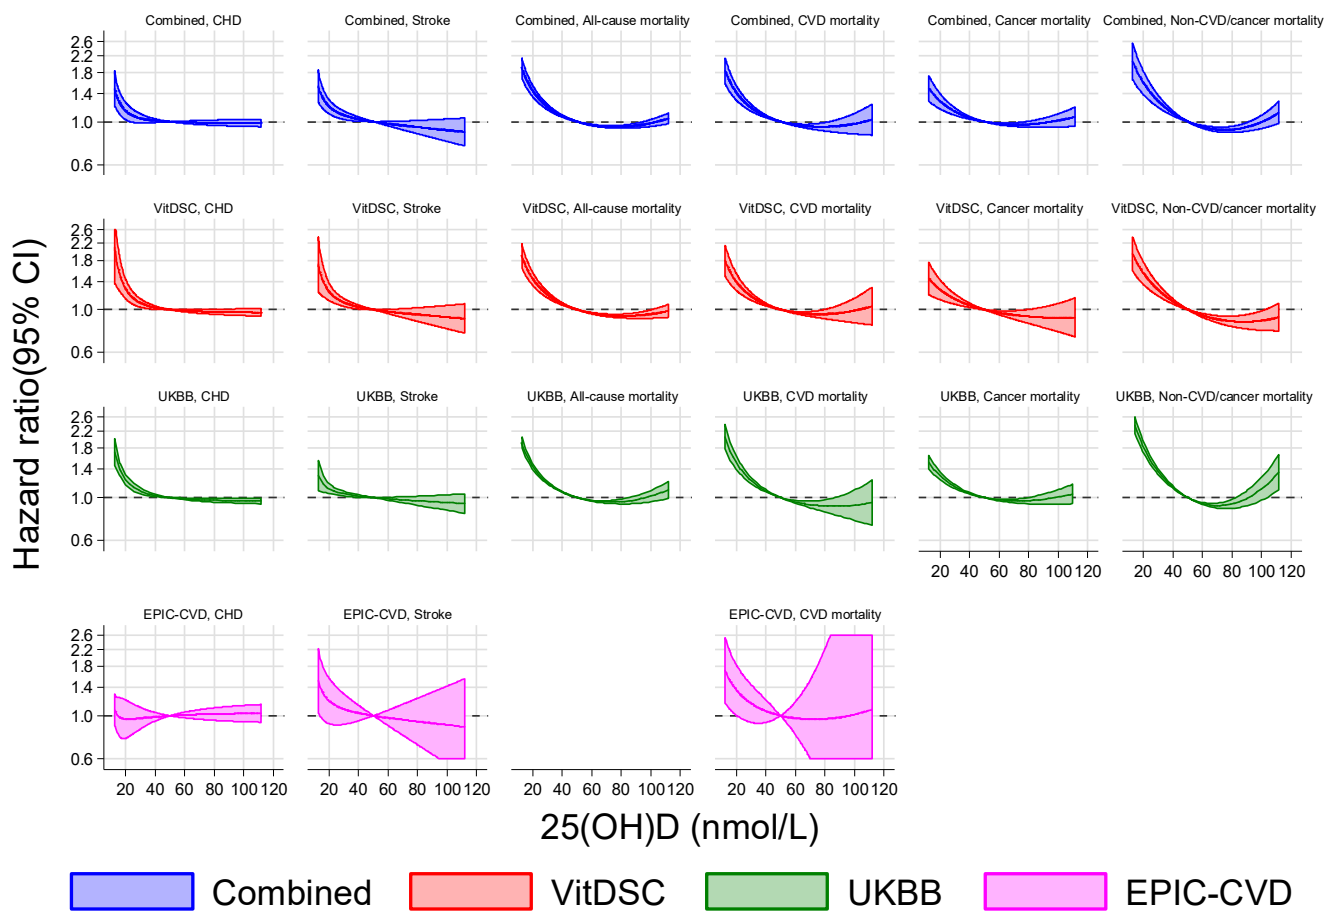 Combined, CHD Combined, Stroke Combined, All-cause mortality Combined, CVD mortality Combined, Cancer mortality Combined, Non-CVD/cancer mortality
2.6
2.2
1.8
1.4
1.0
0.6
VitDSC, CHD VitDSC, Stroke VitDSC, All-cause mortality VitDSC, CVD mortality VitDSC, Cancer mortality VitDSC, Non-CVD/cancer mortality
2.6
2.2
1.8
1.4
1.0
0.6
UKBB, CHD UKBB, Stroke UKBB, All-cause mortality UKBB, CVD mortality UKBB, Cancer mortality UKBB, Non-CVD/cancer mortality
2.6
2.2
1.8
1.4
1.0
0.6
20 40 60 80 100 120 20 40 60 80 100 120
EPIC-CVD, CHD EPIC-CVD, Stroke EPIC-CVD, CVD mortality
2.6
2.2
1.8
1.4
1.0
0.6
20 40 60 80 100 120 20 40 60 80 100 120 20 40 60 80 100 120 20 40 60 80 100 120
Hazard ratio(95% CI)
25(OH)D (nmol/L)
Combined VitDSC UKBB EPIC-CVD